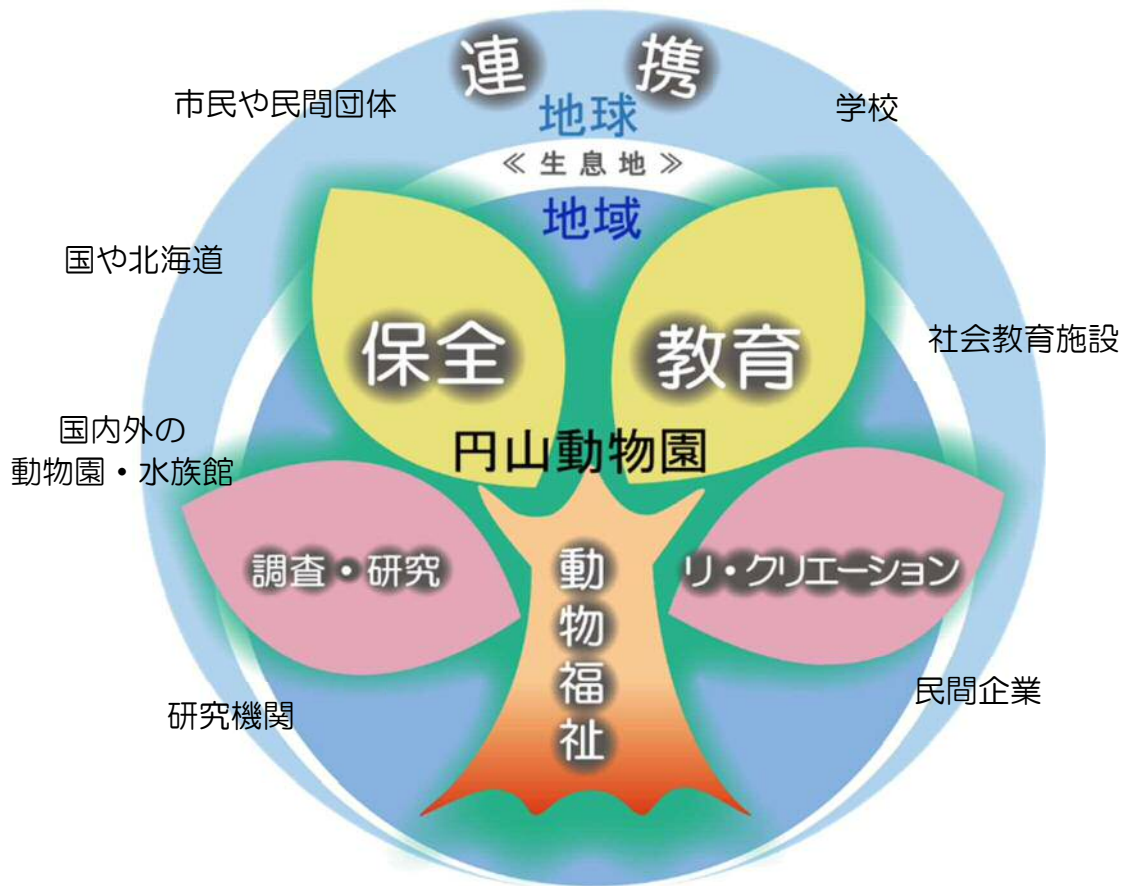 連携
地球
≪生息地≫
地域
市民や民間団体
学校
国や北海道
社会教育施設
保全
教育
国内外の
動物園・水族館
円山動物園
調査・研究
動物福祉
リ・クリエーション
研究機関
民間企業